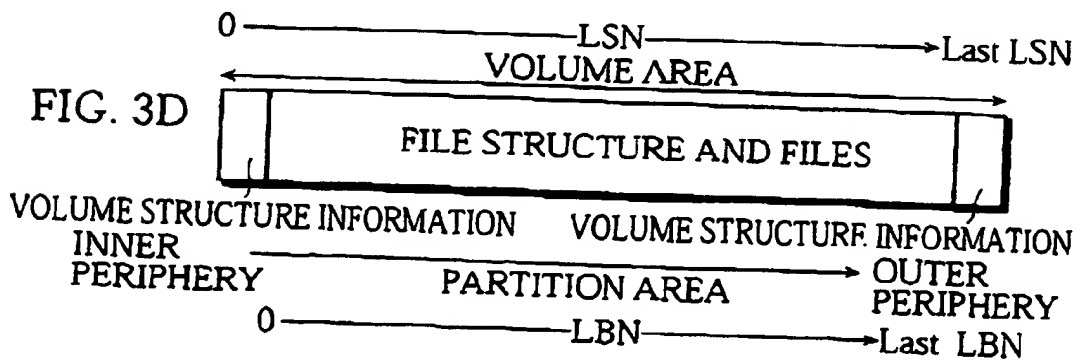 0 LSN Last LSN
VOLUME AREA
FIG. 3D
FILE STRUCTURE AND FILES
VOLUME STRUCTURE INFORMATION VOLUME STRUCTURE INFORMATION
INNER PERIPHERY
PARTITION AREA
OUTER PERIPHERY
0 LBN Last LBN